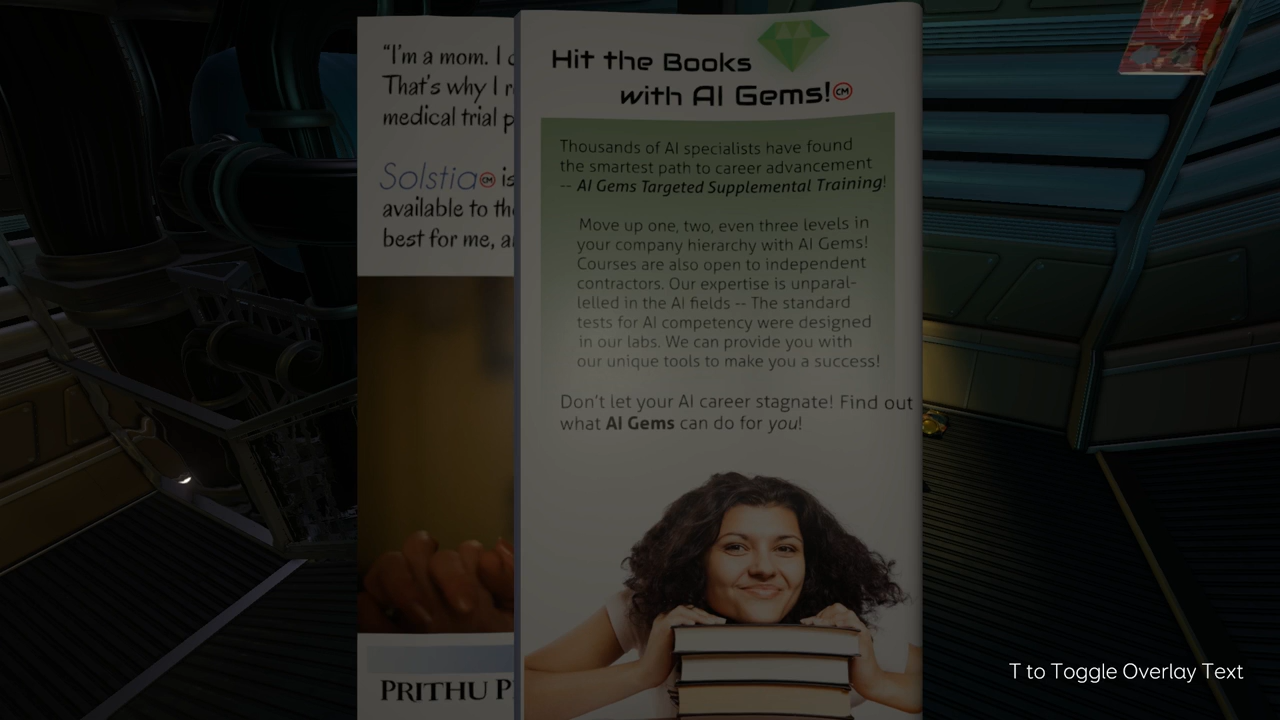 "I'm a mom. I
That's why I
medical trial
Solstia CM is
available to
best for me,
PRITHU
Hit the Books
with AI Gems! CM
Thousands of AI specialists have found
the smartest path to career advancement
-- AI Gems Targeted Supplemental Training!
Move up one, two, even three levels in
your company hierarchy with AI Gems!
Courses are also open to independent
contractors. Our expertise is unparal-
lelled in the AI fields -- The standard
tests for AI competency were designed
in our labs. We can provide you with
our unique tools to make you a success!
Don't let your AI career stagnate! Find out
what AI Gems can do for you!
T to Toggle Overlay Text